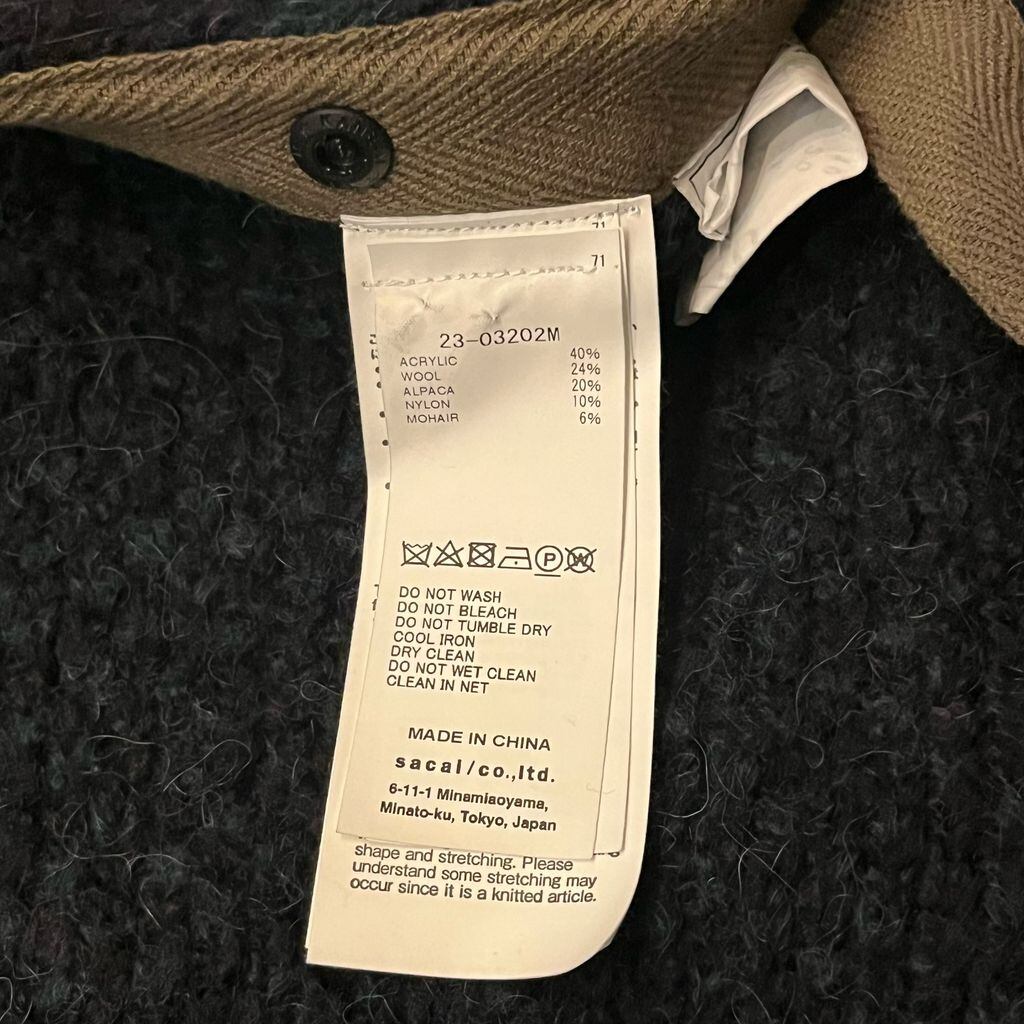 71
71
23-03202M
ACRYLIC 40%
WOOL 24%
ALPACA 20%
NYLON 10%
MOHAIR 6%
P W
DO NOT WASH
DO NOT BLEACH
DO NOT TUMBLE DRY
COOL IRON
DRY CLEAN
DO NOT WET CLEAN
CLEAN IN NET
MADE IN CHINA
sacai/co.,ltd.
6-11-1 Minamiaoyama,
Minato-ku, Tokyo, Japan
shape and stretching. Please
understand some stretching may
occur since it is a knitted article.